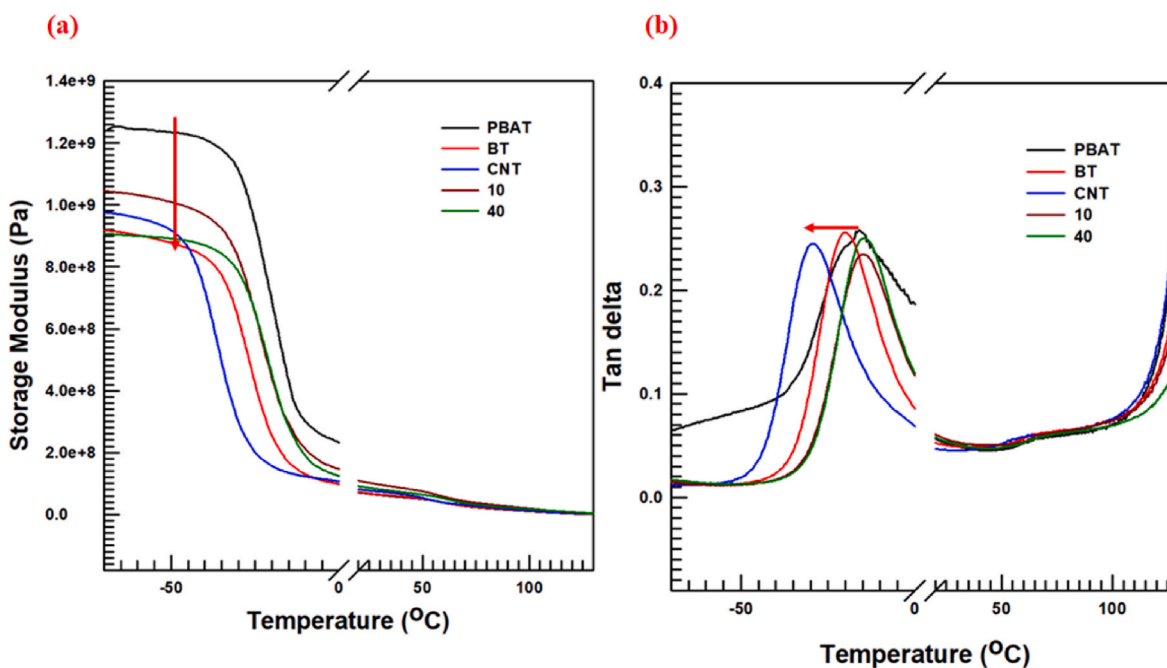 (a)
(b)
1.4e+9
1.2e+9
1.0e+9
8.0e+8
6.0e+8
4.0e+8
2.0e+8
0.0
Storage Modulus (Pa)
PBAT
BT
CNT
10
40
-50
0
50
100
Temperature (OC)
0.4
0.3
0.2
0.1
0.0
Tan delta
PBAT
BT
CNT
10
40
-50
0
50
100
Temperature (OC)